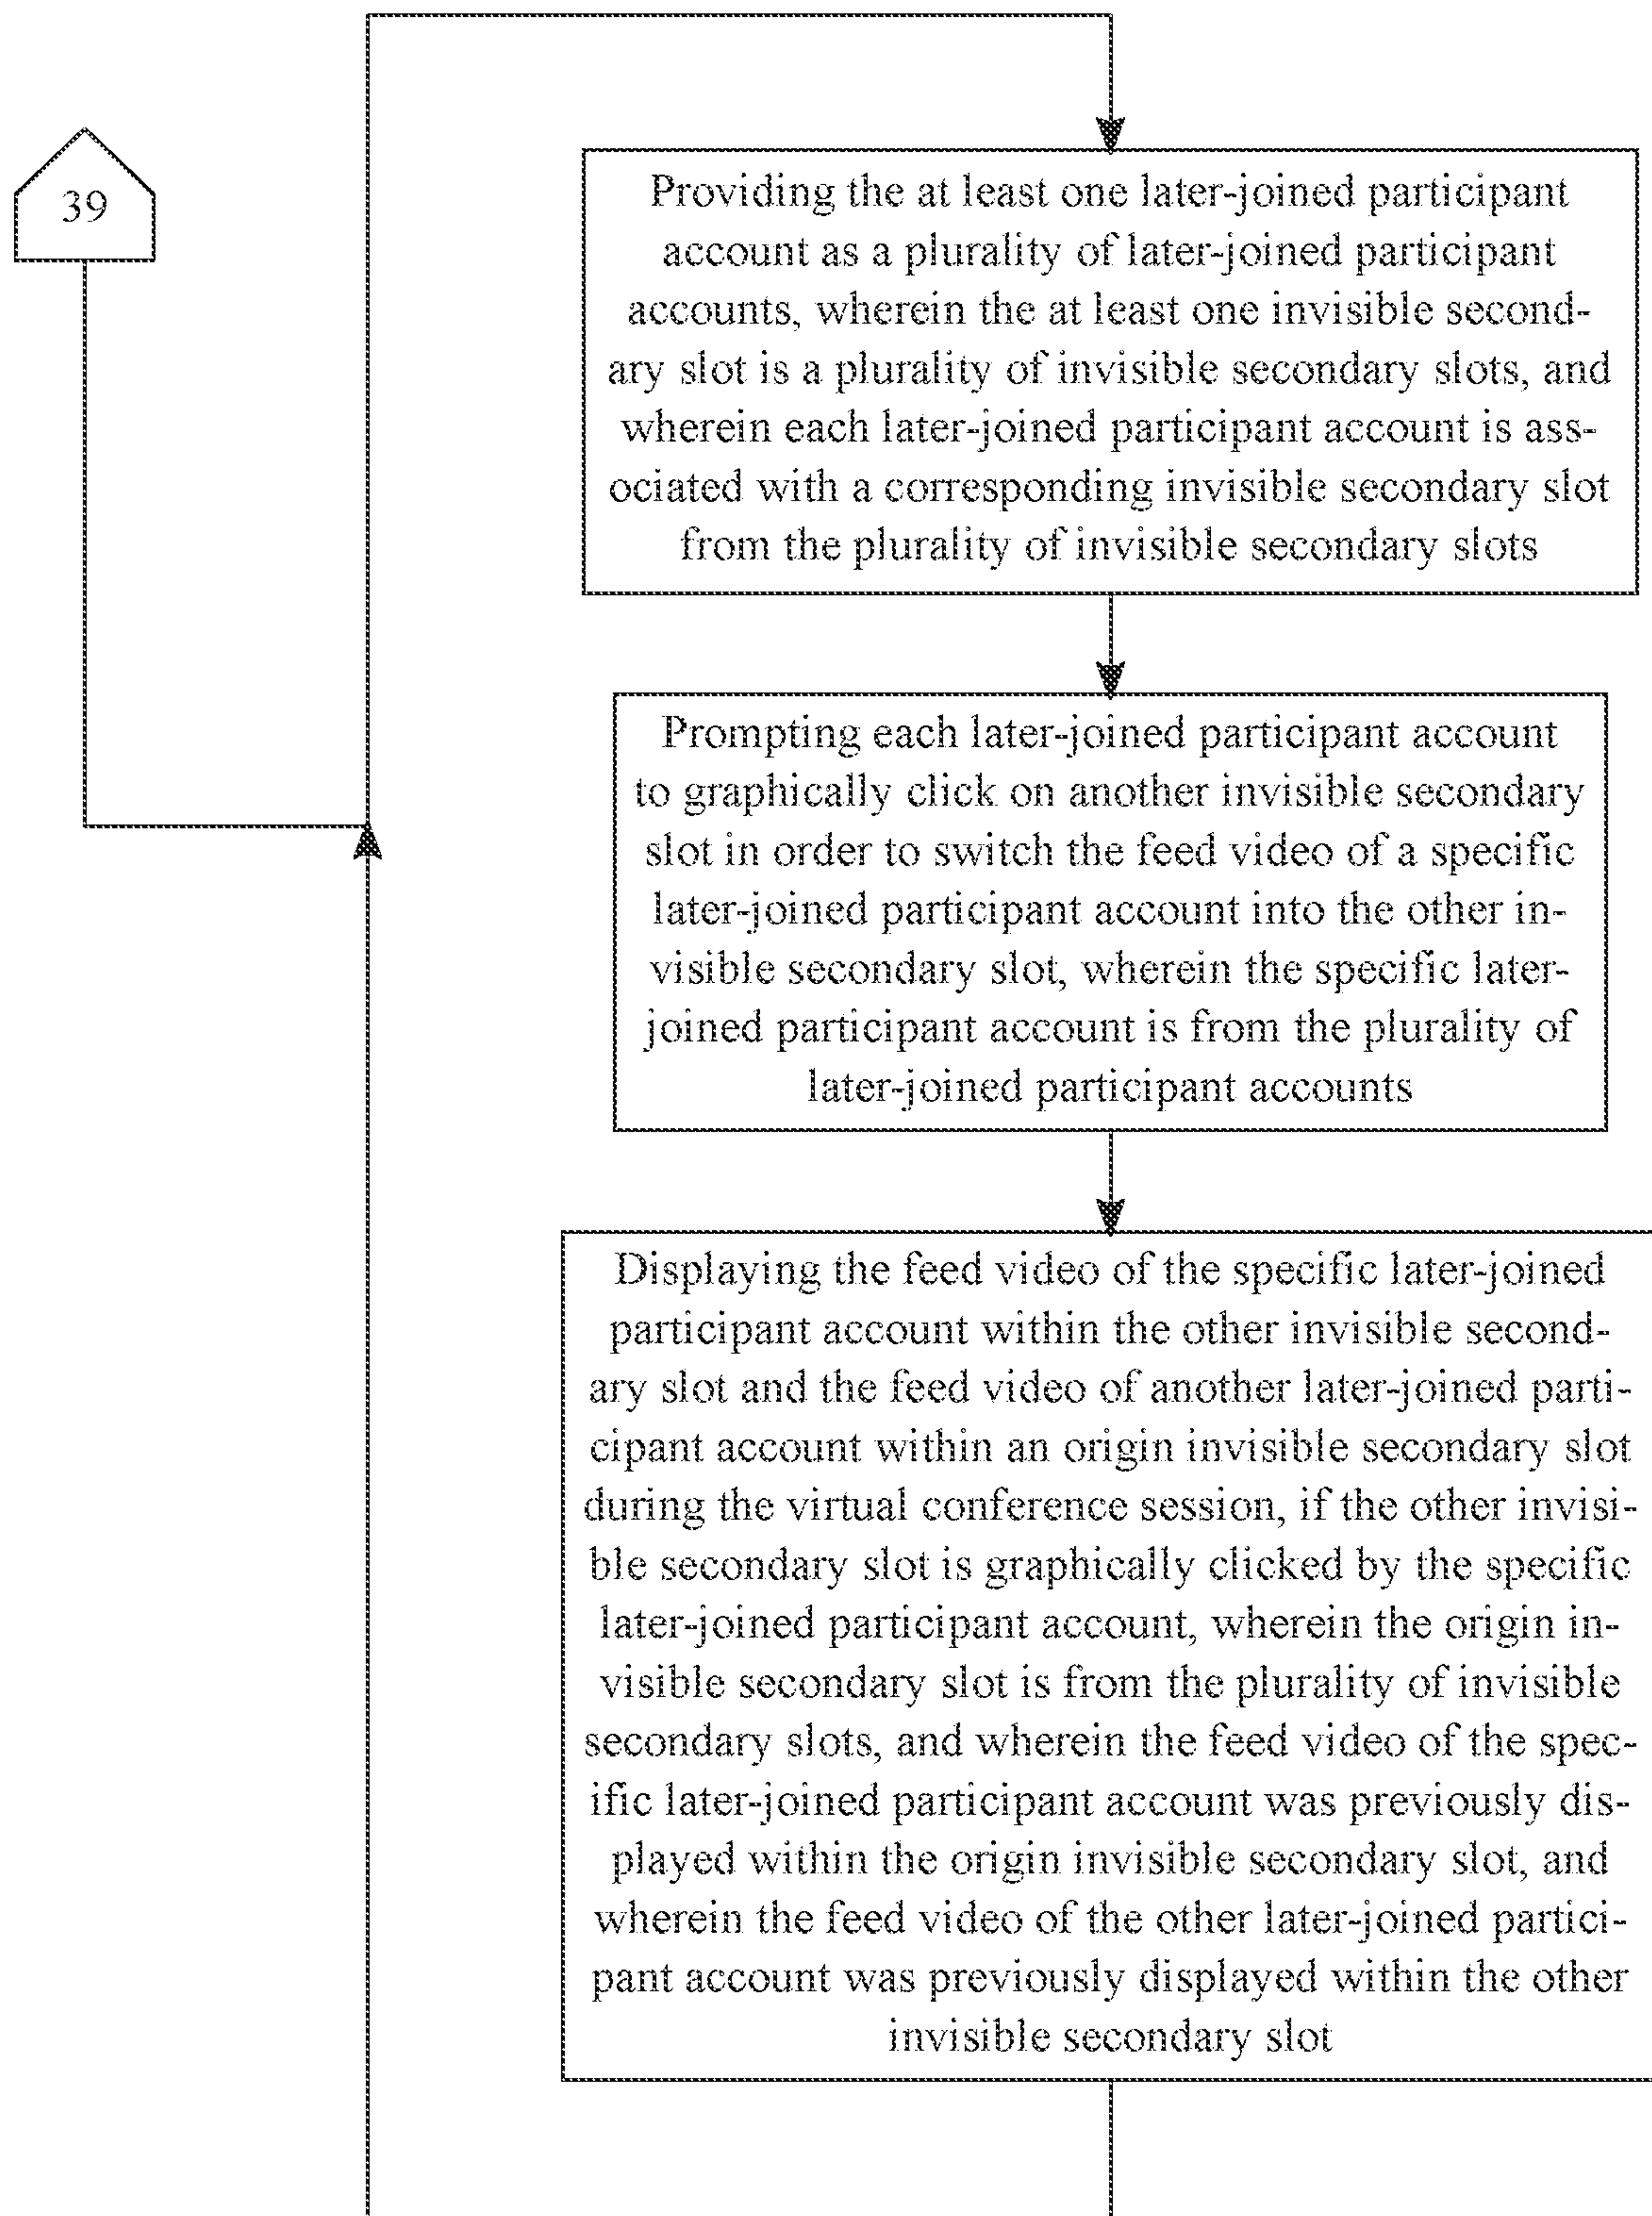 39
Providing the at least one later-joined participant
account as a plurality of later-joined participant
accounts, wherein the at least one invisible second-
ary slot is a plurality of invisible secondary slots, and
wherein each later-joined participant account is ass-
ociated with a corresponding invisible secondary slot
from the plurality of invisible secondary slots
Prompting each later-joined participant account
to graphically click on another invisible secondary
slot in order to switch the feed video of a specific
later-joined participant account into the other in-
visible secondary slot, wherein the specific later-
joined participant account is from the plurality of
later-joined participant accounts
Displaying the feed video of the specific later-joined
participant account within the other invisible second-
ary slot and the feed video of another later-joined parti-
cipant account within an origin invisible secondary slot
during the virtual conference session, if the other invisi-
ble secondary slot is graphically clicked by the specific
later-joined participant account, wherein the origin in-
visible secondary slot is from the plurality of invisible
secondary slots, and wherein the feed video of the spec-
ific later-joined participant account was previously dis-
played within the origin invisible secondary slot, and
wherein the feed video of the other later-joined partici-
pant account was previously displayed within the other
invisible secondary slot